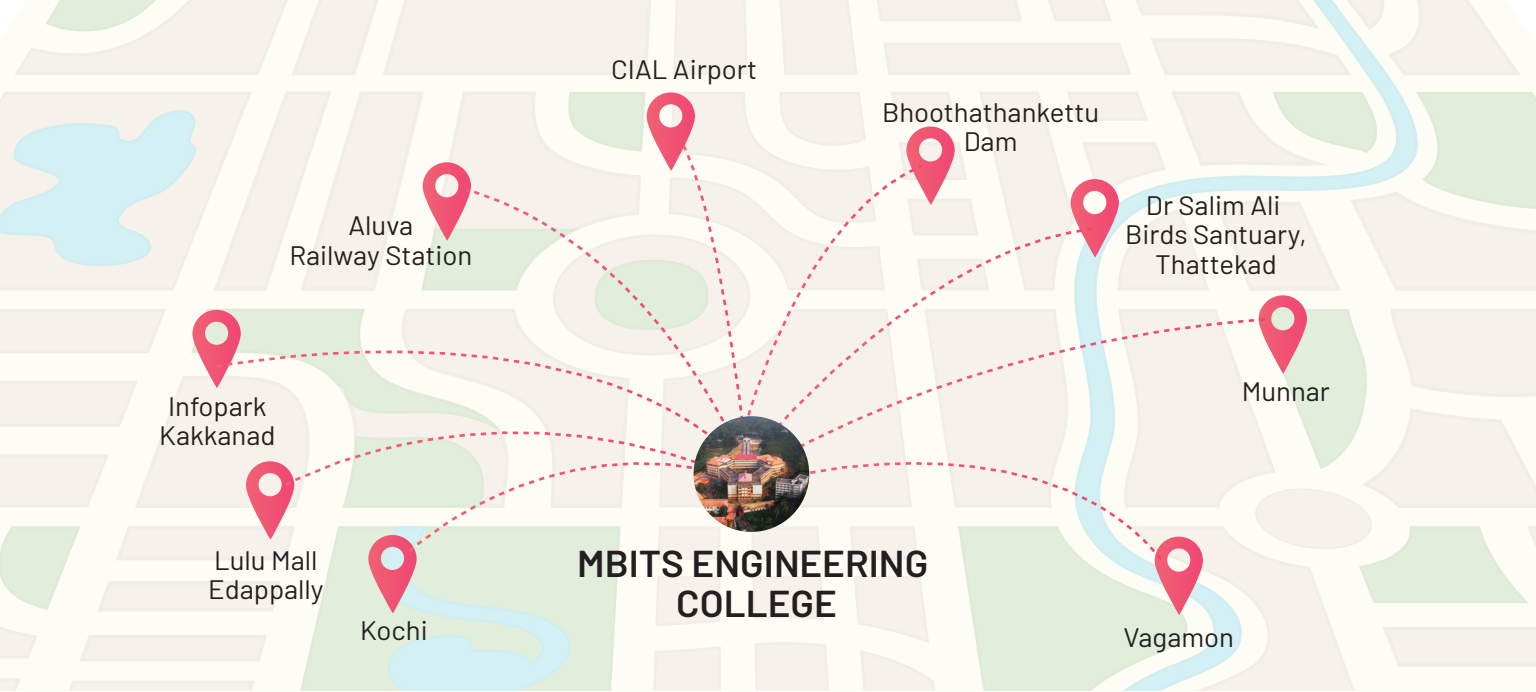 CIAL Airport
Bhoothathankettu
Dam
Aluva
Railway Station
Dr Salim Ali
Birds Santuary,
Thattekad
Infopark
Kakkanad
Munnar
Lulu Mall
Edappally
Kochi
MBITS ENGINEERING
COLLEGE
Vagamon